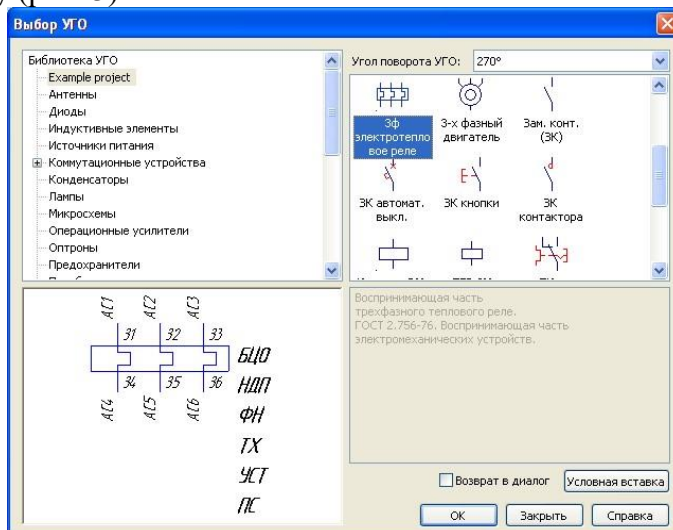 Выбор УГО
Библиотека УГО
Example project
Антенны
Диоды
Индуктивные элементы
Источники питания
Коммутационные устройства
Конденсаторы
Лампы
Микросхемы
Операционные усилители
Оптроны
Предохранители
Угол поворота УГО: 270°
3ф
электротепло
вое реле
3-х фазный
двигатель
Зам. конт.
(ЗК)
ЗК автомат.
выкл.
ЗК кнопки
ЗК
контактора
AC1 AC2 AC3
31 32 33
34 35 36
AC4 AC5 AC6
БЦО
НДП
ФН
ТХ
УСТ
ПС
Воспринимающая часть
трехфазного теплового реле.
ГОСТ 2.756-76. Воспринимающая часть
электромеханических устройств.
Возврат в диалог
Условная вставка
ОК
Закрыть
Справка